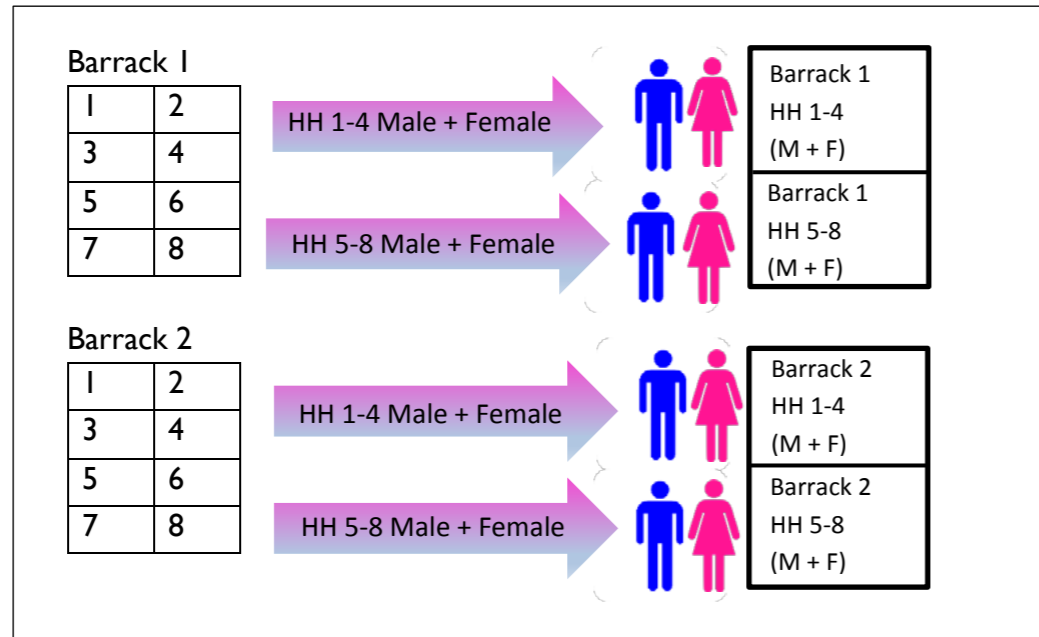 Barrack 1
1 2
3 4
5 6
7 8
HH 1-4 Male + Female
HH 5-8 Male + Female
Barrack 1
HH 1-4
(M + F)
Barrack 1
HH 5-8
(M + F)
Barrack 2
1 2
3 4
5 6
7 8
HH 1-4 Male + Female
HH 5-8 Male + Female
Barrack 2
HH 1-4
(M + F)
Barrack 2
HH 5-8
(M + F)